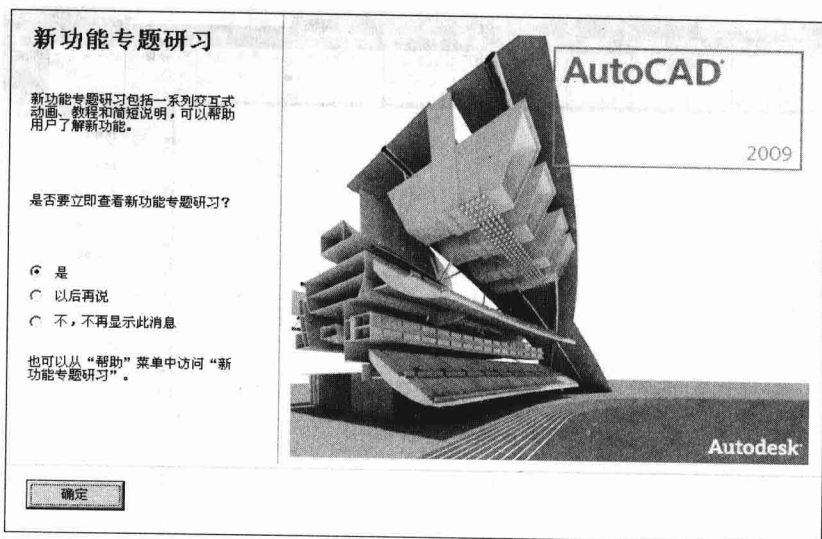 新功能专题研习
新功能专题研习包括一系列交互式
动画、教程和简短说明，可以帮助
用户了解新功能。
是否要立即查看新功能专题研习？
是
以后再说
不，不再显示此消息
也可以从“帮助”菜单中访问“新
功能专题研习”。
确定
AutoCAD
2009
Autodesk